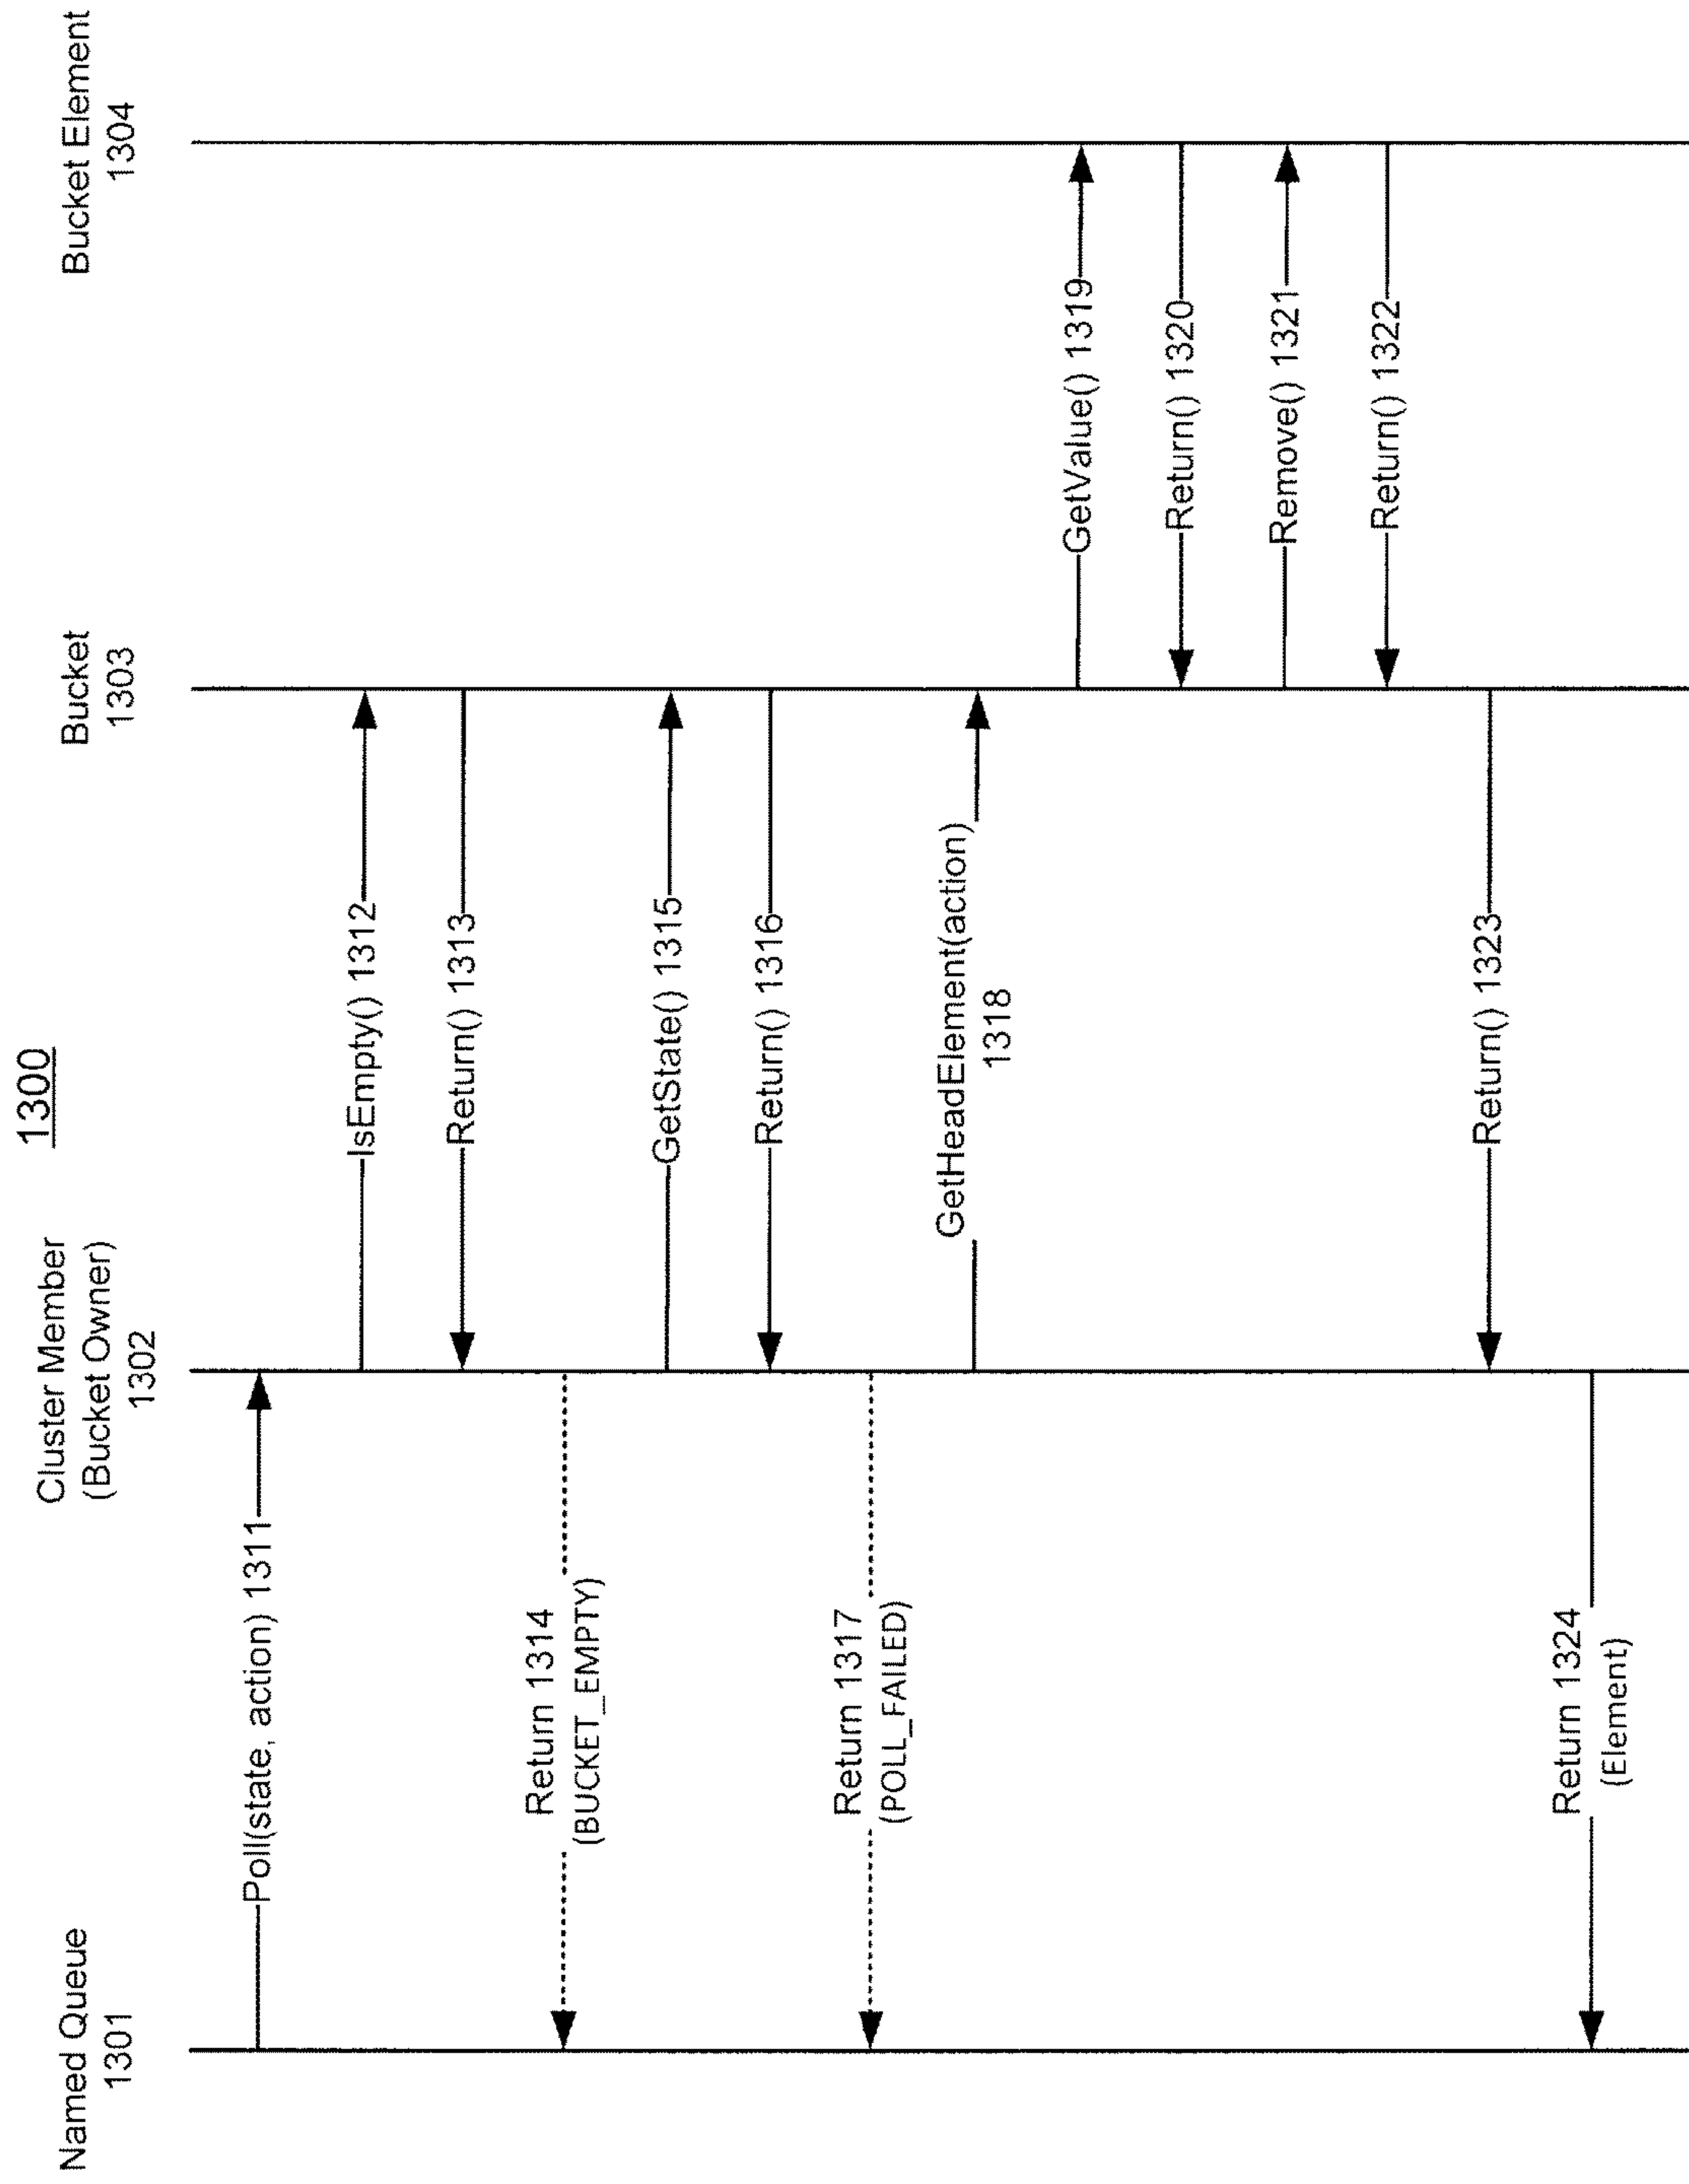 1300
Named Queue
1301
Cluster Member
(Bucket Owner)
1302
Bucket
1303
Bucket Element
1304
Poll(state, action) 1311
IsEmpty() 1312
Return() 1313
Return 1314
(BUCKET_EMPTY)
GetState() 1315
Return() 1316
Return 1317
(POLL_FAILED)
GetHeadElement(action)
1318
GetValue() 1319
Return() 1320
Remove() 1321
Return() 1322
Return() 1323
Return 1324
(Element)